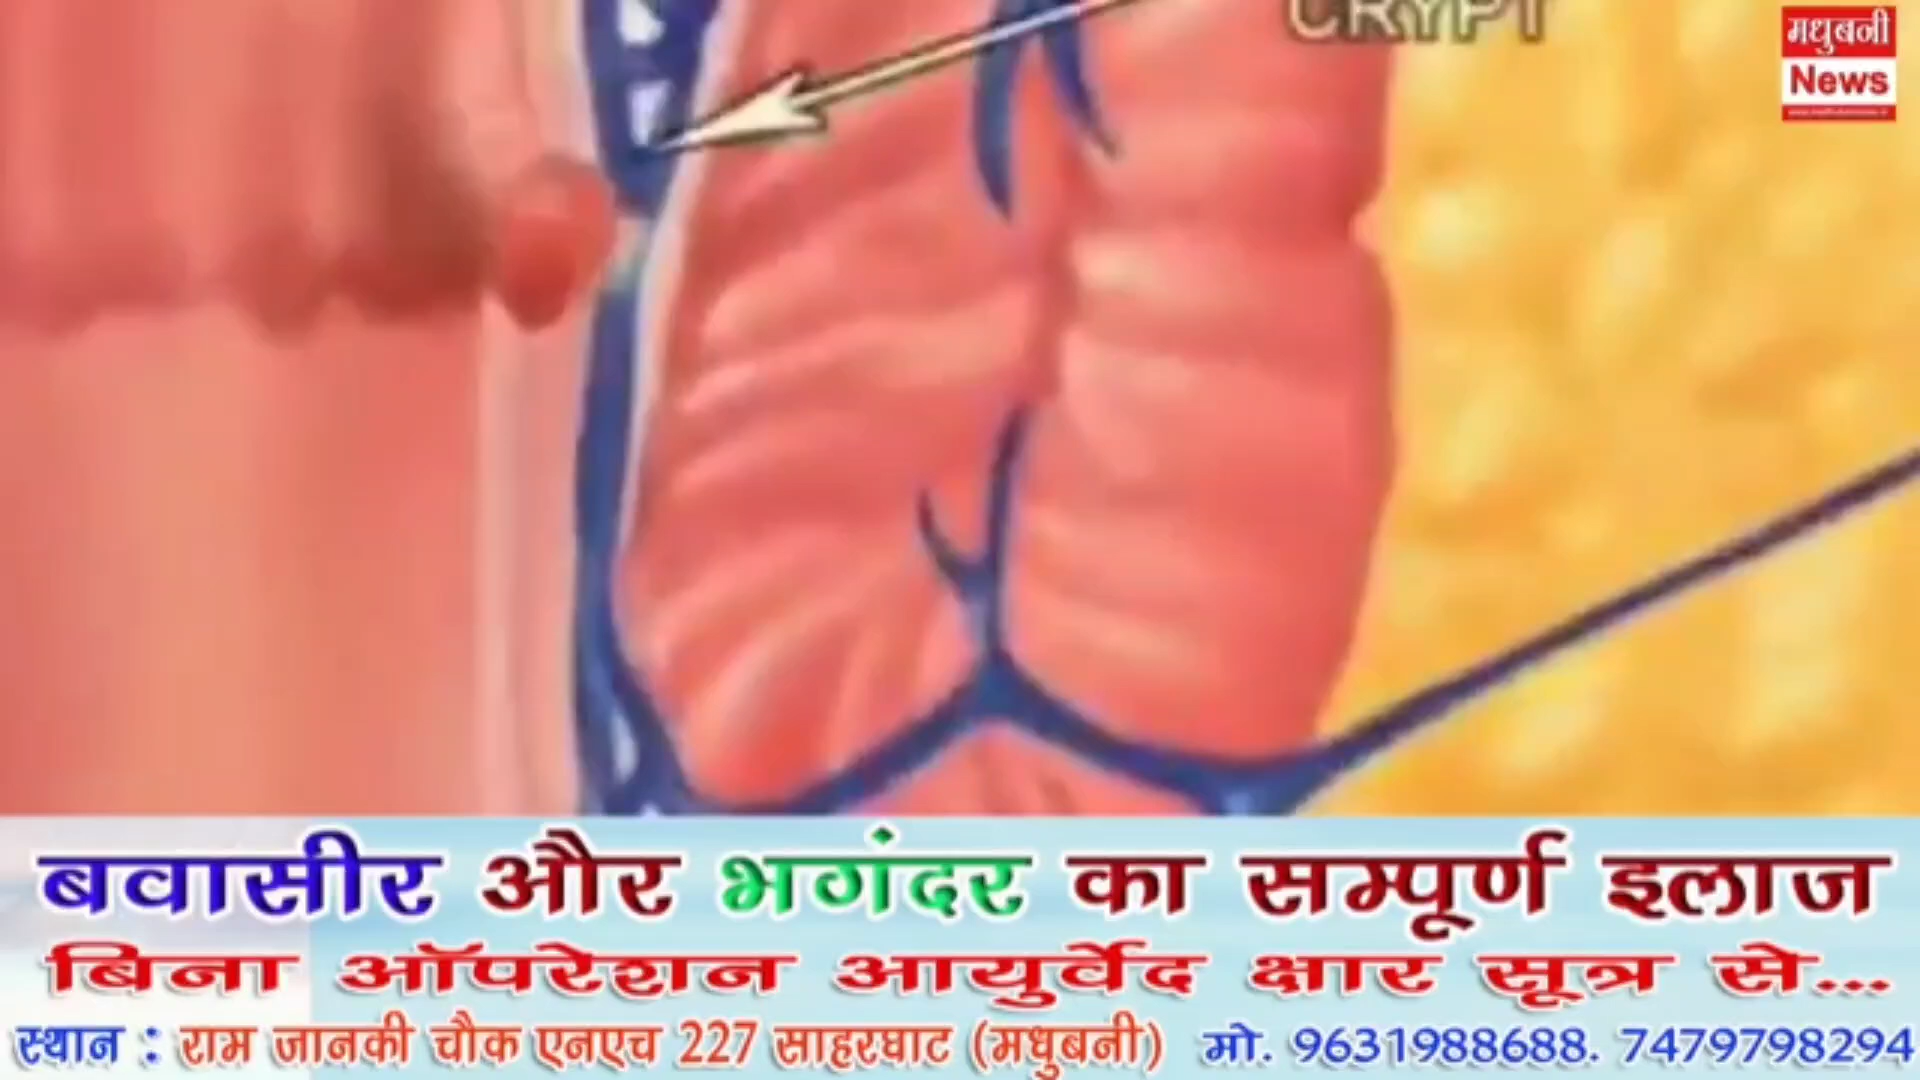 CRYPT
मधुबनी
News
बवासीर और भगंदर का सम्पूर्ण इलाज
बिना ऑपरेशन आयुर्वेद क्षार सूत्र से...
स्थान : राम जानकी चौक एनएच 227 साहरघाट (मधुबनी) मो. 9631988688. 7479798294